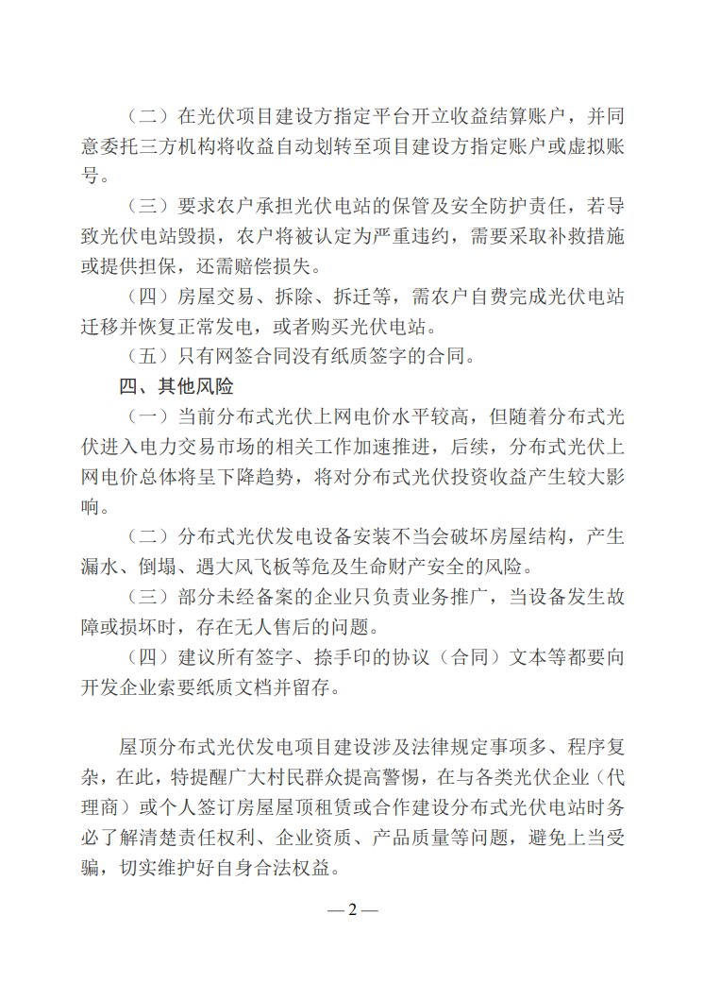 （二）在光伏项目建设方指定平台开立收益结算账户，并同
意委托三方机构将收益自动划转至项目建设方指定账户或虚拟账
号。
（三）要求农户承担光伏电站的保管及安全防护责任，若导
致光伏电站毁损，农户将被认定为严重违约，需要采取补救措施
或提供担保，还需赔偿损失。
（四）房屋交易、拆除、拆迁等，需农户自费完成光伏电站
迁移并恢复正常发电，或者购买光伏电站。
（五）只有网签合同没有纸质签字的合同。
四、其他风险
（一）当前分布式光伏上网电价水平较高，但随着分布式光
伏进入电力交易市场的相关工作加速推进，后续，分布式光伏上
网电价总体将呈下降趋势，将对分布式光伏投资收益产生较大影
响。
（二）分布式光伏发电设备安装不当会破坏房屋结构，产生
漏水、倒塌、遇大风飞板等危及生命财产安全的风险。
（三）部分未经备案的企业只负责业务推广，当设备发生故
障或损坏时，存在无人售后的问题。
（四）建议所有签字、捺手印的协议（合同）文本等都要向
开发企业索要纸质文档并留存。
屋顶分布式光伏发电项目建设涉及法律规定事项多、程序复
杂，在此，特提醒广大村民群众提高警惕，在与各类光伏企业（代
理商）或个人签订房屋屋顶租赁或合作建设分布式光伏电站时务
必了解清楚责任权利、企业资质、产品质量等问题，避免上当受
骗，切实维护好自身合法权益。
— 2 —